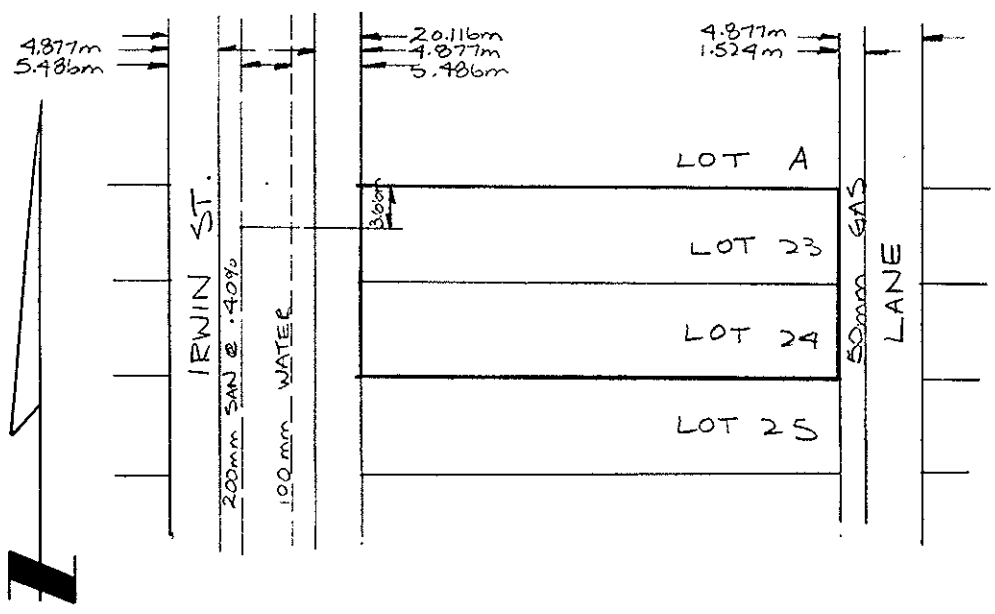 4.877m
5.486m
20.116m
4.877m
5.486m
4.877m
1.524m
LOT A
3.66m
IRWIN ST.
200mm SAN @ .40%
100mm WATER
LOT 23
LOT 24
LOT 25
50mm GAS
LANE